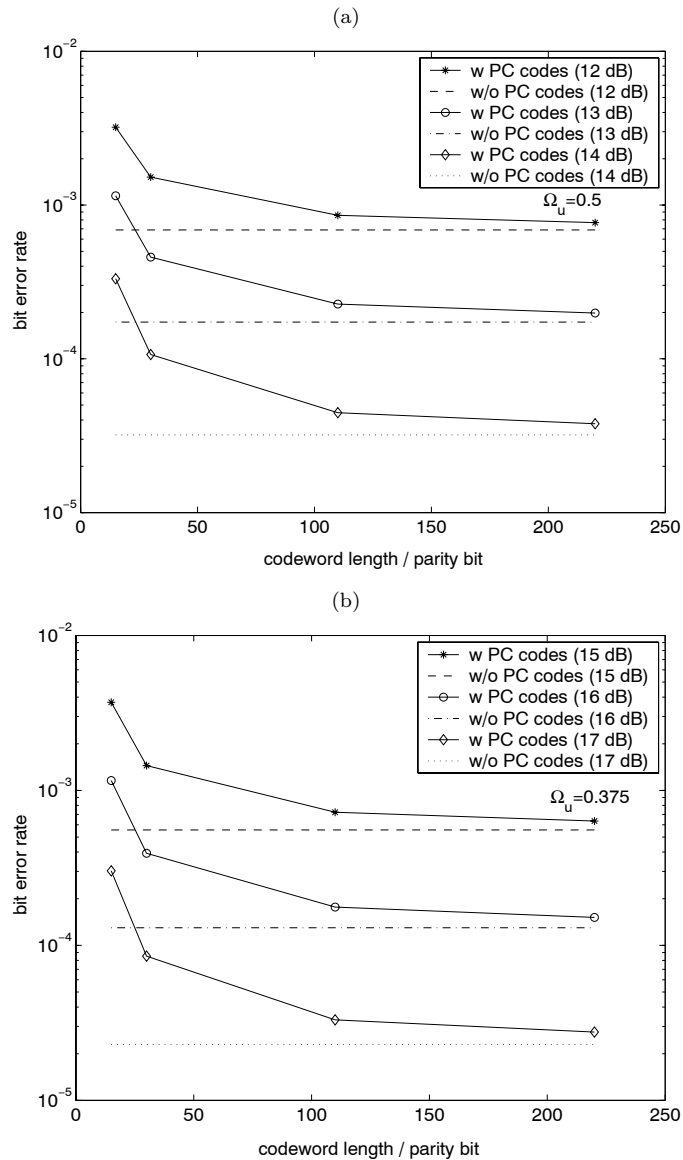 (a)
10^-2
10^-3
10^-4
10^-5
bit error rate
w PC codes (12 dB)
w/o PC codes (12 dB)
w PC codes (13 dB)
w/o PC codes (13 dB)
w PC codes (14 dB)
w/o PC codes (14 dB)
Ω_u=0.5
0 50 100 150 200 250
codeword length / parity bit
(b)
10^-2
10^-3
10^-4
10^-5
bit error rate
w PC codes (15 dB)
w/o PC codes (15 dB)
w PC codes (16 dB)
w/o PC codes (16 dB)
w PC codes (17 dB)
w/o PC codes (17 dB)
Ω_u=0.375
0 50 100 150 200 250
codeword length / parity bit